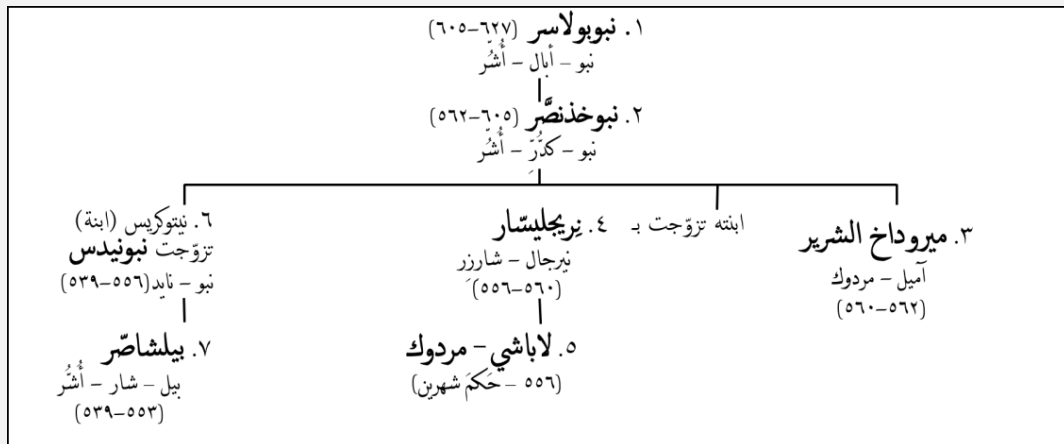 ١. نبوبولاسر (٦٢٧–٦٠٥)
نبو – أبال – أُشُّر
٢. نبوخذنصَّر (٦٠٥–٥٦٢)
نبو – كدُّرِّ – أُشُّر
٣. ميروداخ الشرير
آميل – مردوك
(٥٦٢–٥٦٠)
ابنته تزوّجت بـ
٤. نِريجليسّار
نيرجال – شارزِر
(٥٦٠–٥٥٦)
٥. لاباشي – مردوك
(٥٥٦ – حَكمَ شهرين)
٦. نيتوكريس (ابنة)
تزوّجت نبونيدس
نبو – نايد (٥٥٦–٥٣٩)
٧. بيلشاصّر
بيل – شار – أُشُّر
(٥٥٣–٥٣٩)